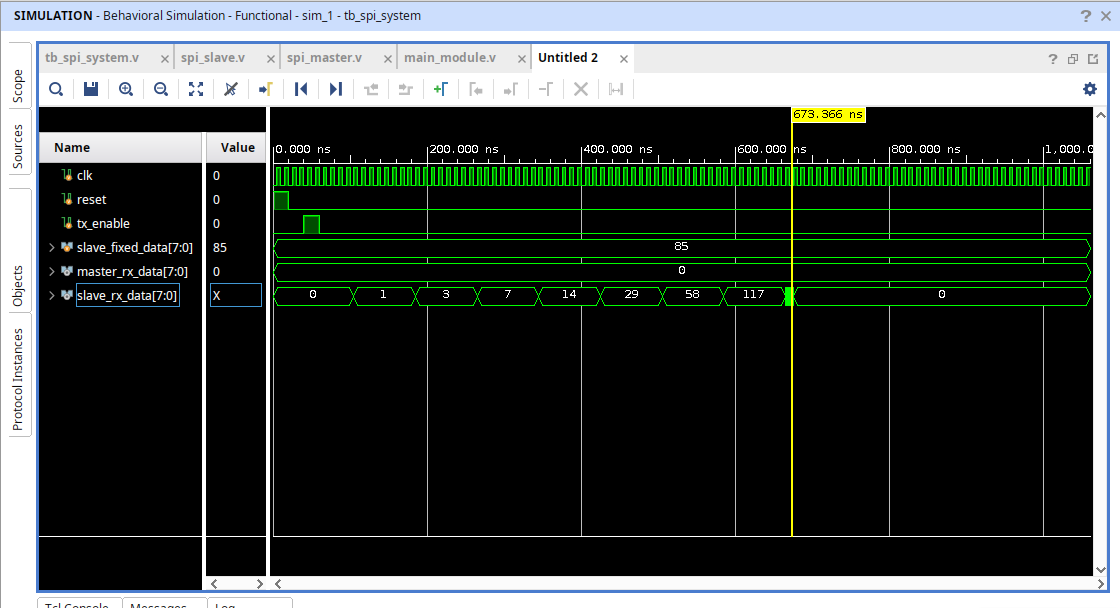 SIMULATION - Behavioral Simulation - Functional - sim_1 - tb_spi_system
? ×
Scope
Sources
Objects
Protocol Instances
tb_spi_system.v × spi_slave.v × spi_master.v × main_module.v × Untitled 2 ×
?
673.366 ns
Name Value
0.000 ns 200.000 ns 400.000 ns 600.000 ns 800.000 ns 1,000.0
clk 0
reset 0
tx_enable 0
slave_fixed_data[7:0] 85 85
master_rx_data[7:0] 0 0
slave_rx_data[7:0] X 0 1 3 7 14 29 58 117 0
Tcl Console Messages Log